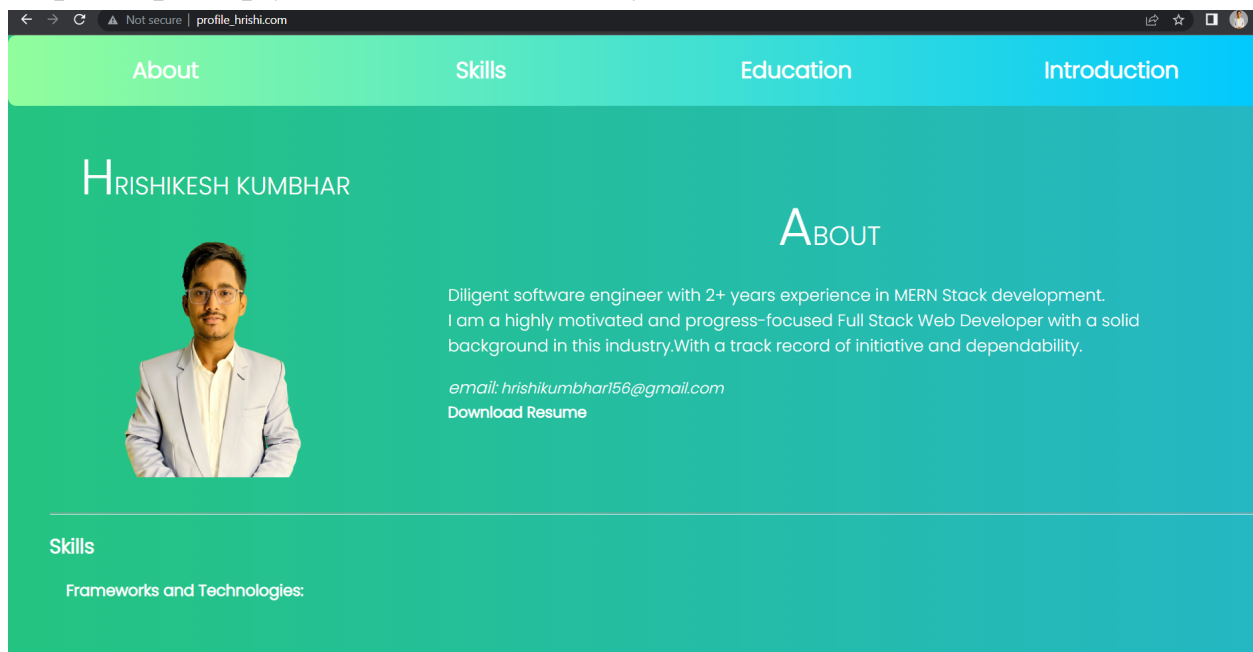 Not secure | profile_hrishi.com
About Skills Education Introduction
HRISHIKESH KUMBHAR
ABOUT
Diligent software engineer with 2+ years experience in MERN Stack development.
I am a highly motivated and progress-focused Full Stack Web Developer with a solid
background in this industry.With a track record of initiative and dependability.
email: hrishikumbhar156@gmail.com
Download Resume
Skills
Frameworks and Technologies: